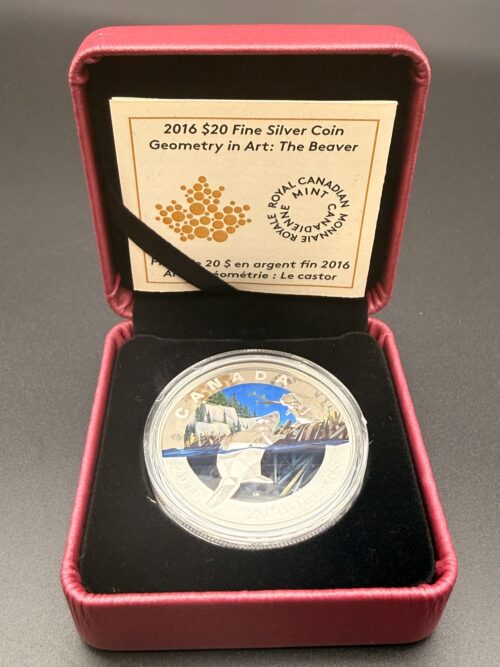 2016 $20 Fine Silver Coin
Geometry in Art: The Beaver
ROYAL CANADIAN MINT
MONNAIE ROYALE CANADIENNE
20 $ en argent fin 2016
: Le castor
CANADA
20 DOLLARS